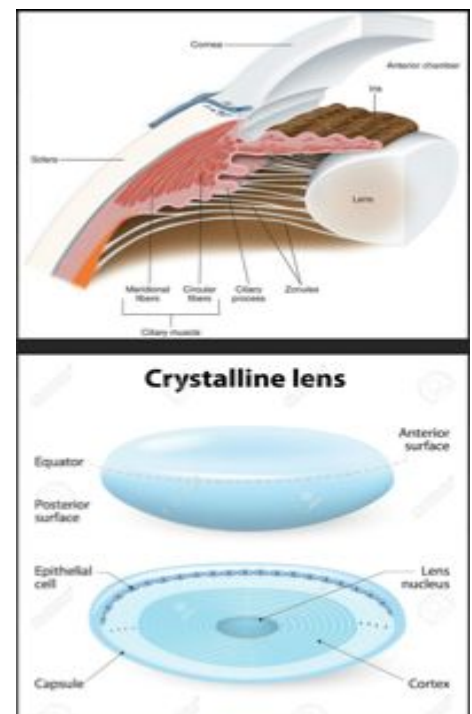 Cornea
Anterior chamber
Iris
Sclera
Lens
Meridional fibers
Circular fibers
Ciliary process
Zonules
Ciliary muscle
Crystalline lens
Anterior surface
Equator
Posterior surface
Epithelial cell
Lens nucleus
Capsule
Cortex